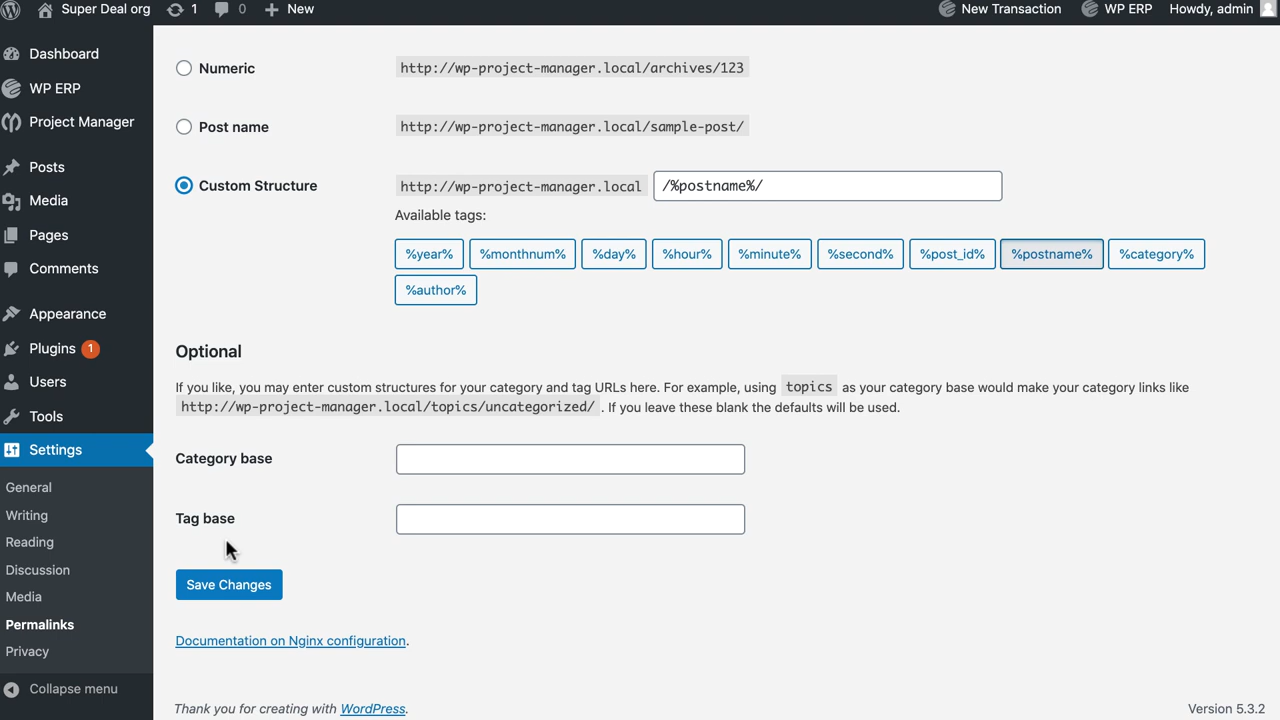 Super Deal org 1 0 New New Transaction WP ERP Howdy, admin
Dashboard
WP ERP
Project Manager
Posts
Media
Pages
Comments
Appearance
Plugins 1
Users
Tools
Settings
General
Writing
Reading
Discussion
Media
Permalinks
Privacy
Collapse menu
Numeric http://wp-project-manager.local/archives/123
Post name http://wp-project-manager.local/sample-post/
Custom Structure http://wp-project-manager.local /%postname%/
Available tags:
%year% %monthnum% %day% %hour% %minute% %second% %post_id% %postname% %category%
%author%
Optional
If you like, you may enter custom structures for your category and tag URLs here. For example, using topics as your category base would make your category links like
http://wp-project-manager.local/topics/uncategorized/ . If you leave these blank the defaults will be used.
Category base
Tag base
Save Changes
Documentation on Nginx configuration.
Thank you for creating with WordPress. Version 5.3.2